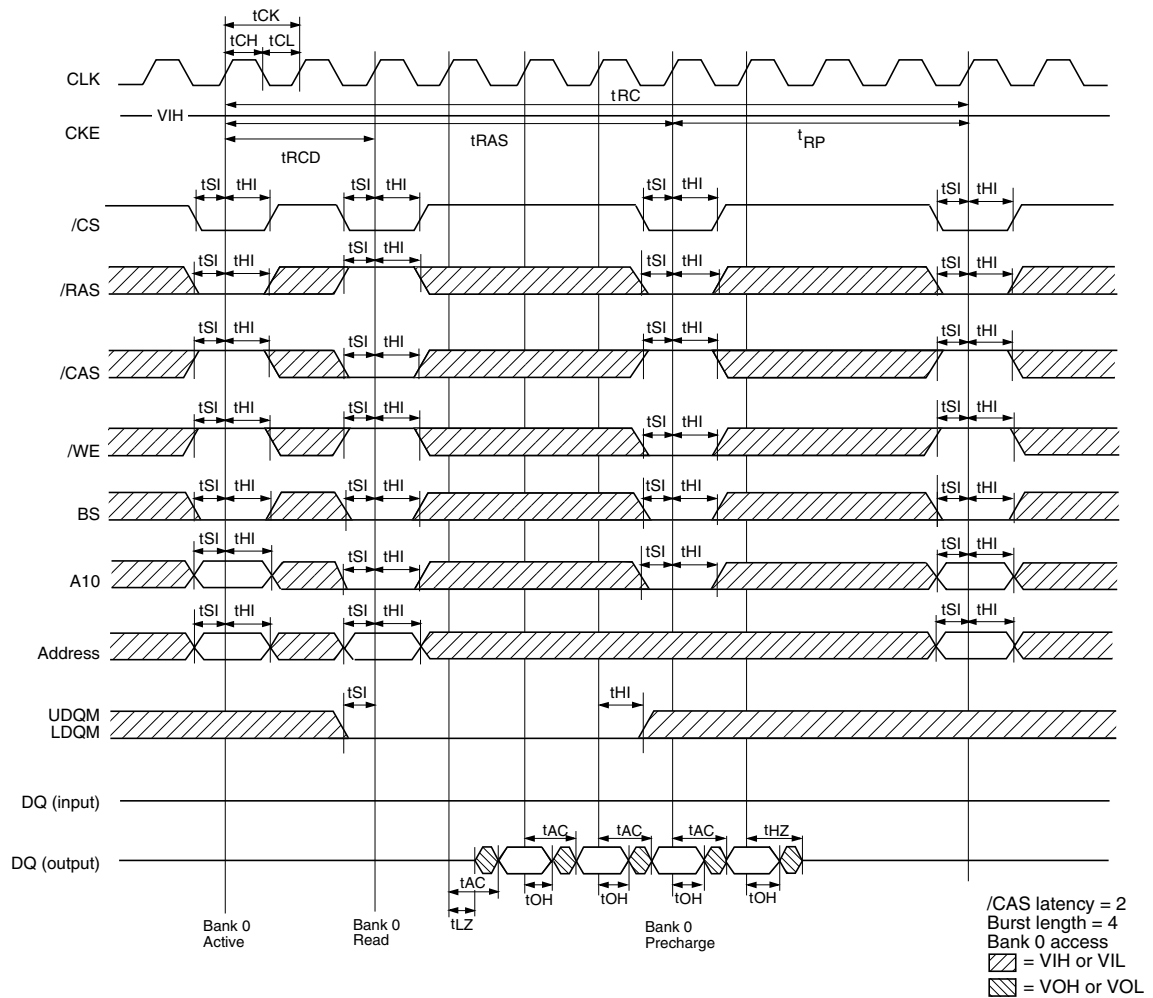 tCK
tCH tCL
CLK
tRC
VIH
CKE
tRAS
tRP
tRCD
tSI tHI tSI tHI tSI tHI tSI tHI
/CS
tSI tHI tSI tHI tSI tHI tSI tHI
/RAS
tSI tHI tSI tHI tSI tHI tSI tHI
/CAS
tSI tHI tSI tHI tSI tHI tSI tHI
/WE
tSI tHI tSI tHI tSI tHI tSI tHI
BS
tSI tHI tSI tHI tSI tHI tSI tHI
A10
tSI tHI tSI tHI tSI tHI
Address
tSI tHI
UDQM
LDQM
DQ (input)
tAC tAC tAC tHZ
DQ (output)
tAC
tOH tOH tOH tOH
tLZ
Bank 0
Active
Bank 0
Read
Bank 0
Precharge
/CAS latency = 2
Burst length = 4
Bank 0 access
= VIH or VIL
= VOH or VOL